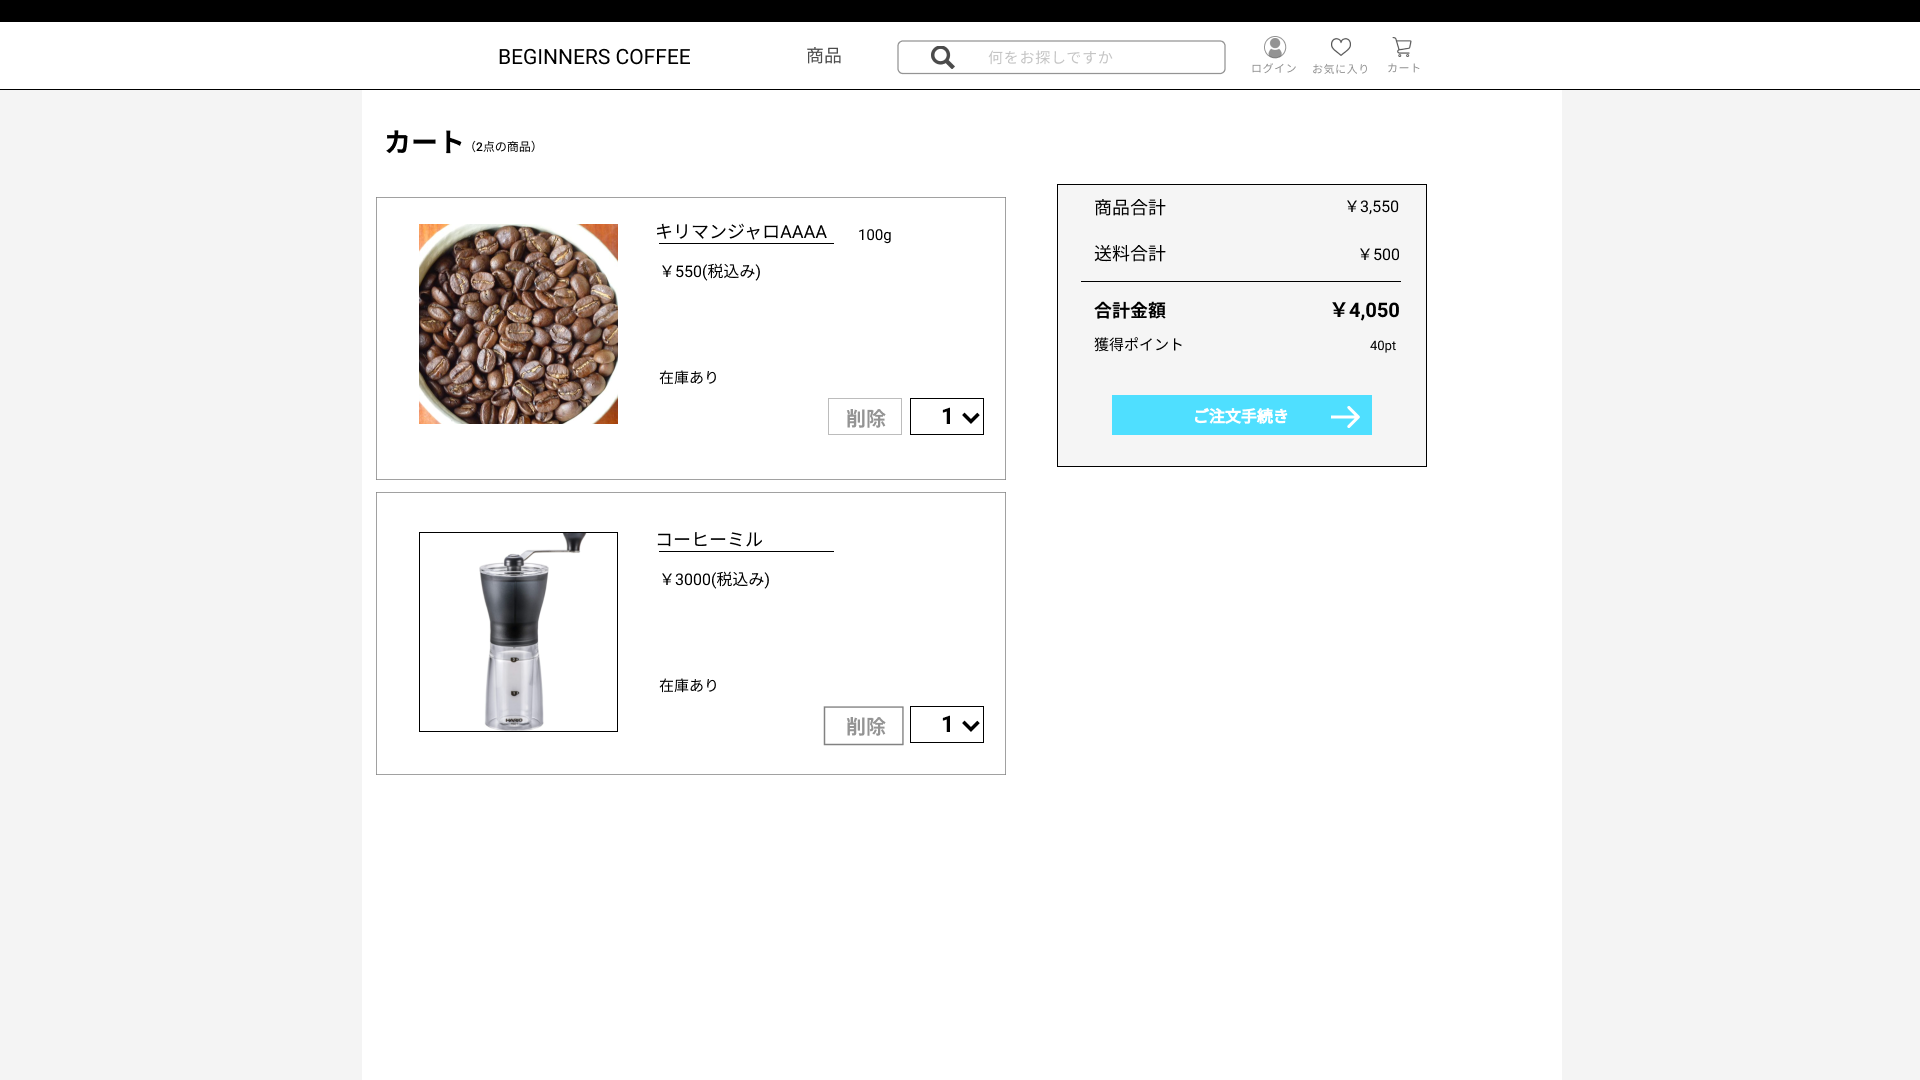 BEGINNERS COFFEE
商品
何をお探しですか
ログイン
お気に入り
カート
カート（2点の商品）
キリマンジャロAAAA 100g
￥550(税込み)
在庫あり
削除
1
コーヒーミル
￥3000(税込み)
在庫あり
削除
1
商品合計 ￥3,550
送料合計 ￥500
合計金額 ￥4,050
獲得ポイント 40pt
ご注文手続き